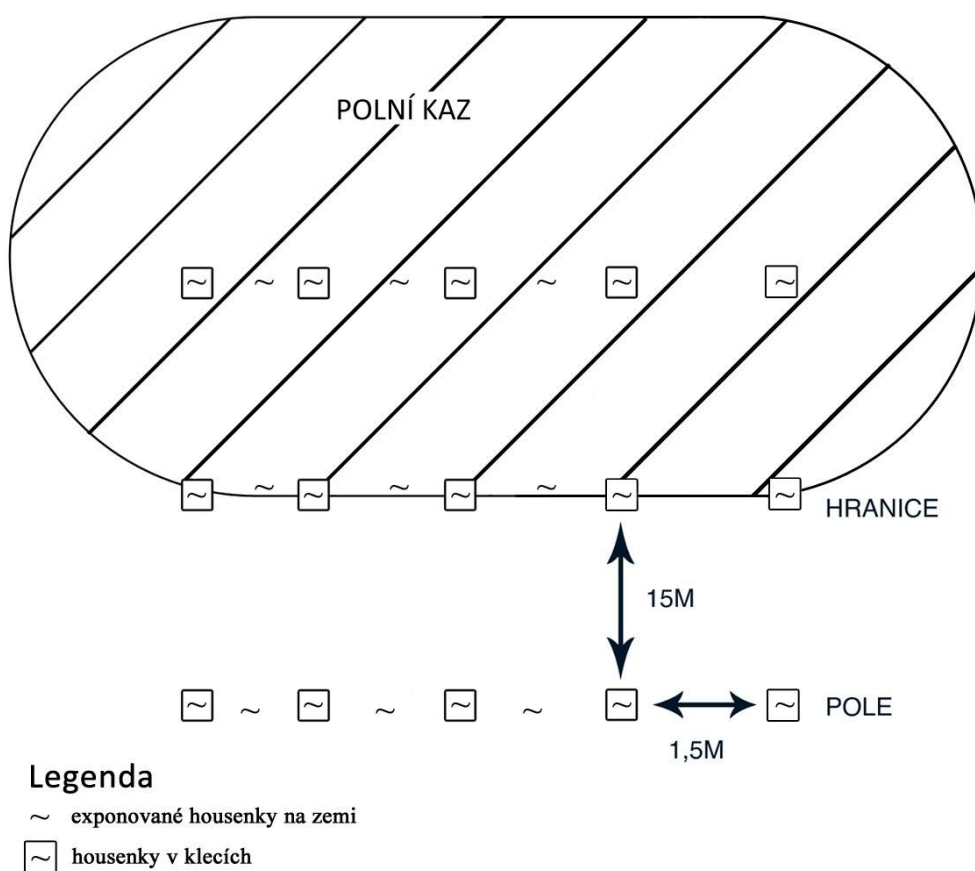 POLNÍ KAZ
HRANICE
15M
POLE
1,5M
Legenda
~ exponované housenky na zemi
~ housenky v klecích